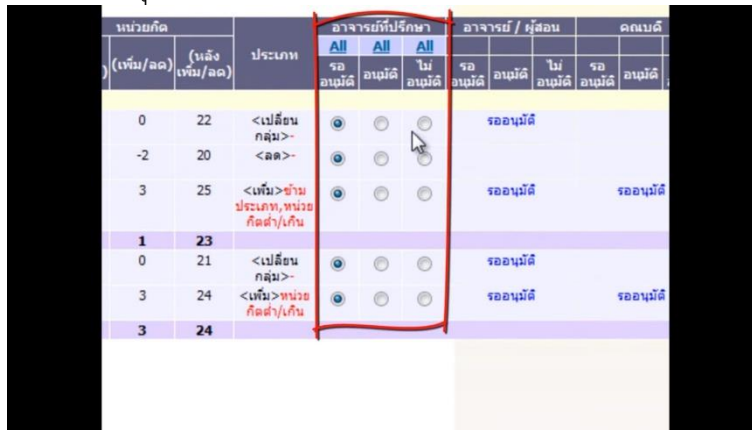 หน่วยกิต อาจารย์ที่ปรึกษา อาจารย์ / ผู้สอน คณบดี
(เพิ่ม/ลด) (หลังเพิ่ม/ลด) ประเภท All All All
รออนุมัติ อนุมัติ ไม่อนุมัติ รออนุมัติ อนุมัติ ไม่อนุมัติ รออนุมัติ อนุมัติ
0 22 <เปลี่ยน รออนุมัติ
กลุ่ม>-
-2 20 <ลด>-
3 25 <เพิ่ม>ข้าม รออนุมัติ รออนุมัติ
ประเภท,หน่วย
กิตต่ำ/เกิน
1 23
0 21 <เปลี่ยน รออนุมัติ
กลุ่ม>-
3 24 <เพิ่ม>หน่วย รออนุมัติ รออนุมัติ
กิตต่ำ/เกิน
3 24